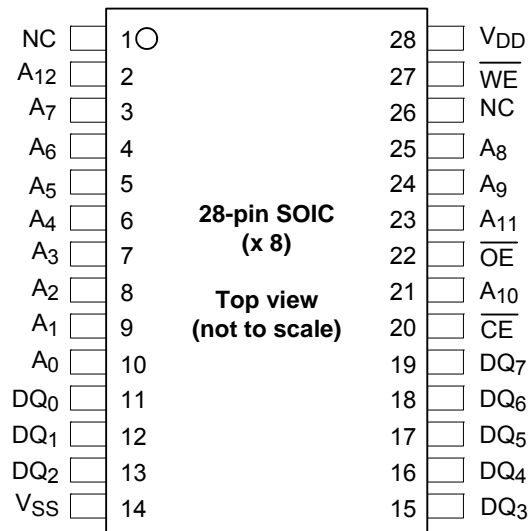 NC 1 28 VDD
A12 2 27 WE
A7 3 26 NC
A6 4 25 A8
A5 5 24 A9
A4 6 28-pin SOIC 23 A11
A3 7 (x 8) 22 OE
A2 8 Top view 21 A10
A1 9 (not to scale) 20 CE
A0 10 19 DQ7
DQ0 11 18 DQ6
DQ1 12 17 DQ5
DQ2 13 16 DQ4
VSS 14 15 DQ3